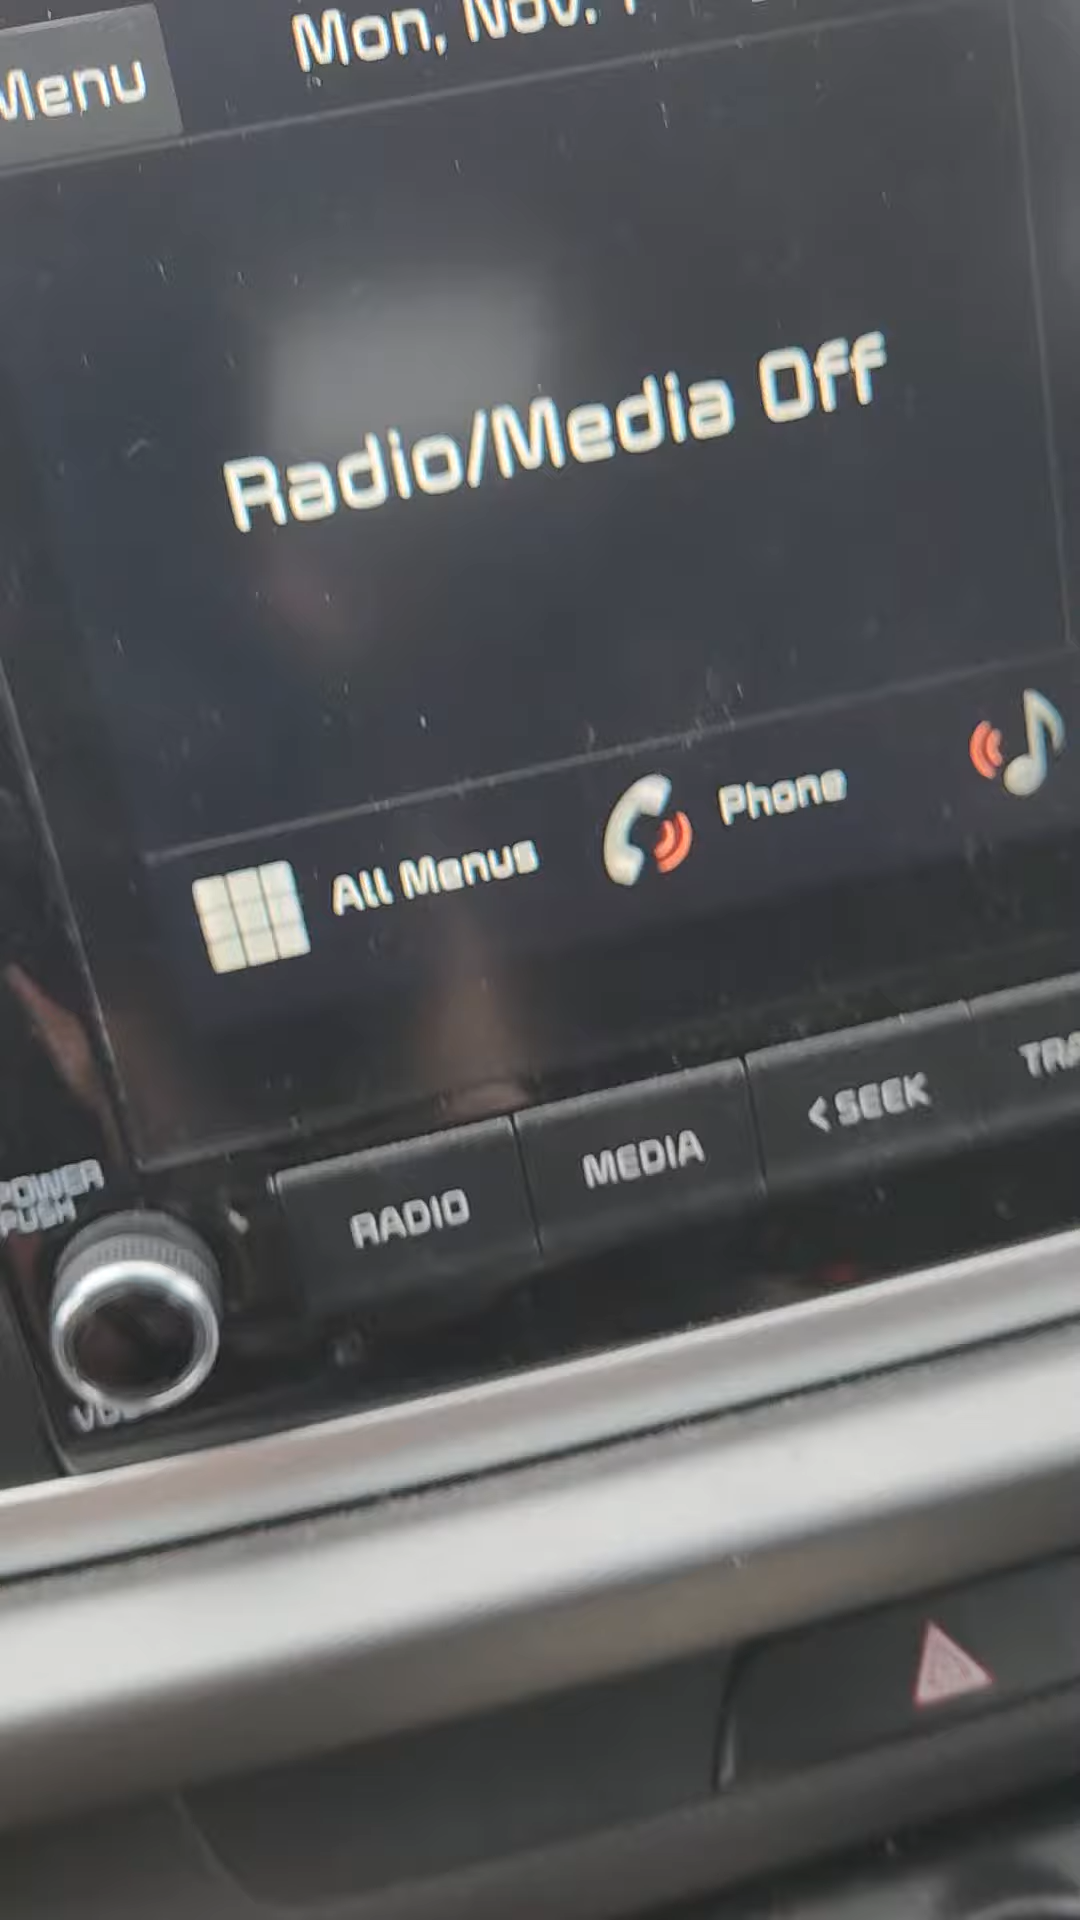 Menu
Mon, Nov,
Radio/Media Off
All Menus
Phone
POWER
PUSH
RADIO
MEDIA
<SEEK